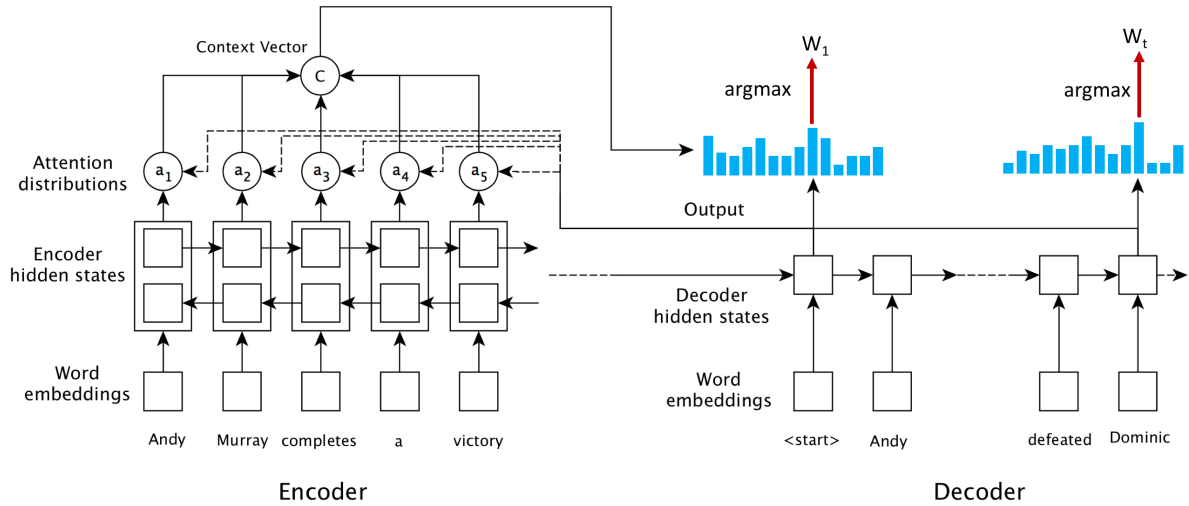 Context Vector
C
W1
Wt
argmax
argmax
Attention
distributions
a1
a2
a3
a4
a5
Output
Encoder
hidden states
Decoder
hidden states
Word
embeddings
Word
embeddings
Andy
Murray
completes
a
victory
<start>
Andy
defeated
Dominic
Encoder
Decoder